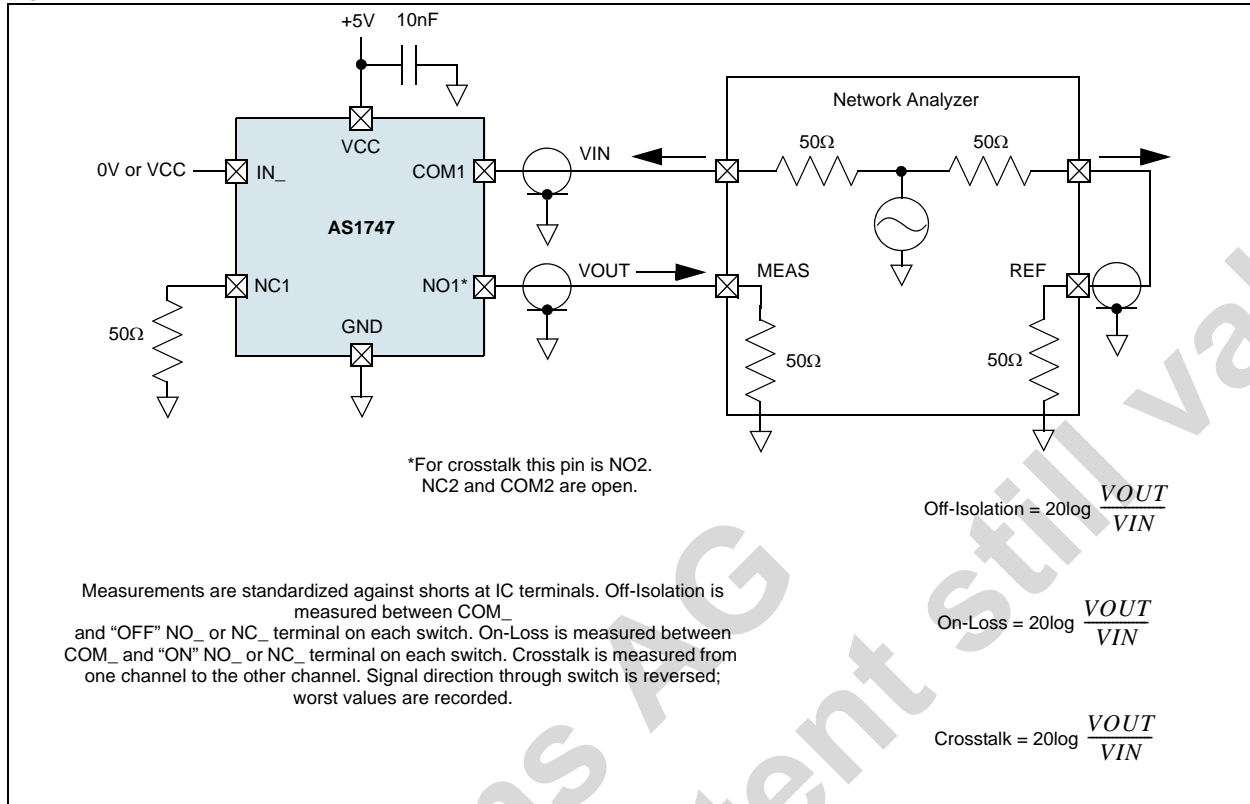 +5V 10nF
Network Analyzer
VCC
50Ω 50Ω
VIN
0V or VCC
IN_
COM1
AS1747
NC1
NO1*
VOUT
MEAS
REF
GND
50Ω
50Ω
50Ω
*For crosstalk this pin is NO2.
NC2 and COM2 are open.
Off-Isolation = 20log VOUT/VIN
Measurements are standardized against shorts at IC terminals. Off-Isolation is
measured between COM_
and “OFF” NO_ or NC_ terminal on each switch. On-Loss is measured between
COM_ and “ON” NO_ or NC_ terminal on each switch. Crosstalk is measured from
one channel to the other channel. Signal direction through switch is reversed;
worst values are recorded.
On-Loss = 20log VOUT/VIN
Crosstalk = 20log VOUT/VIN
AG
still